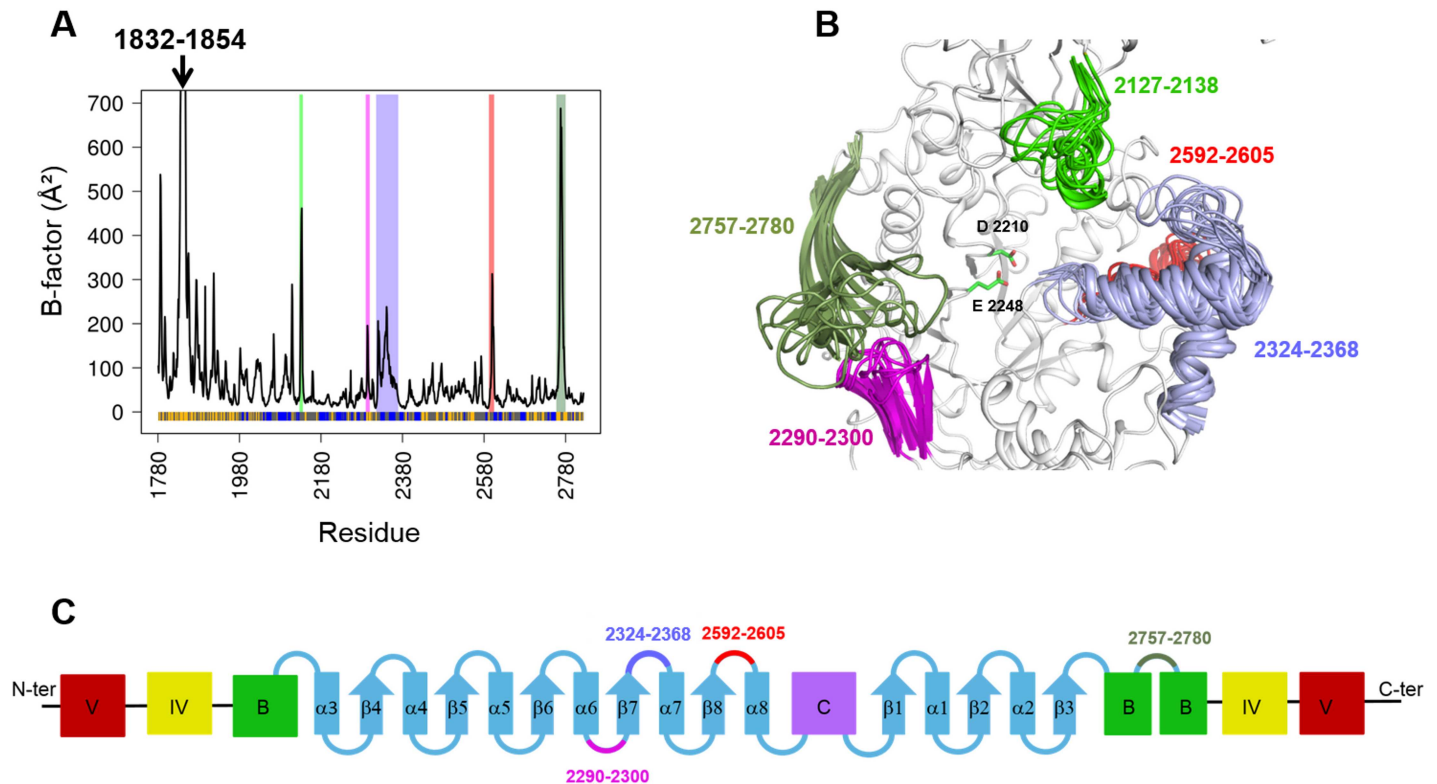 A
1832-1854
B-factor (Å²)
700
600
500
400
300
200
100
0
1780
1980
2180
2380
2580
2780
Residue
B
2127-2138
2592-2605
2757-2780
D 2210
E 2248
2324-2368
2290-2300
C
2324-2368
2592-2605
2757-2780
N-ter
V
IV
B
α3
β4
α4
β5
α5
β6
α6
β7
α7
β8
α8
C
β1
α1
β2
α2
β3
B
B
IV
V
C-ter
2290-2300